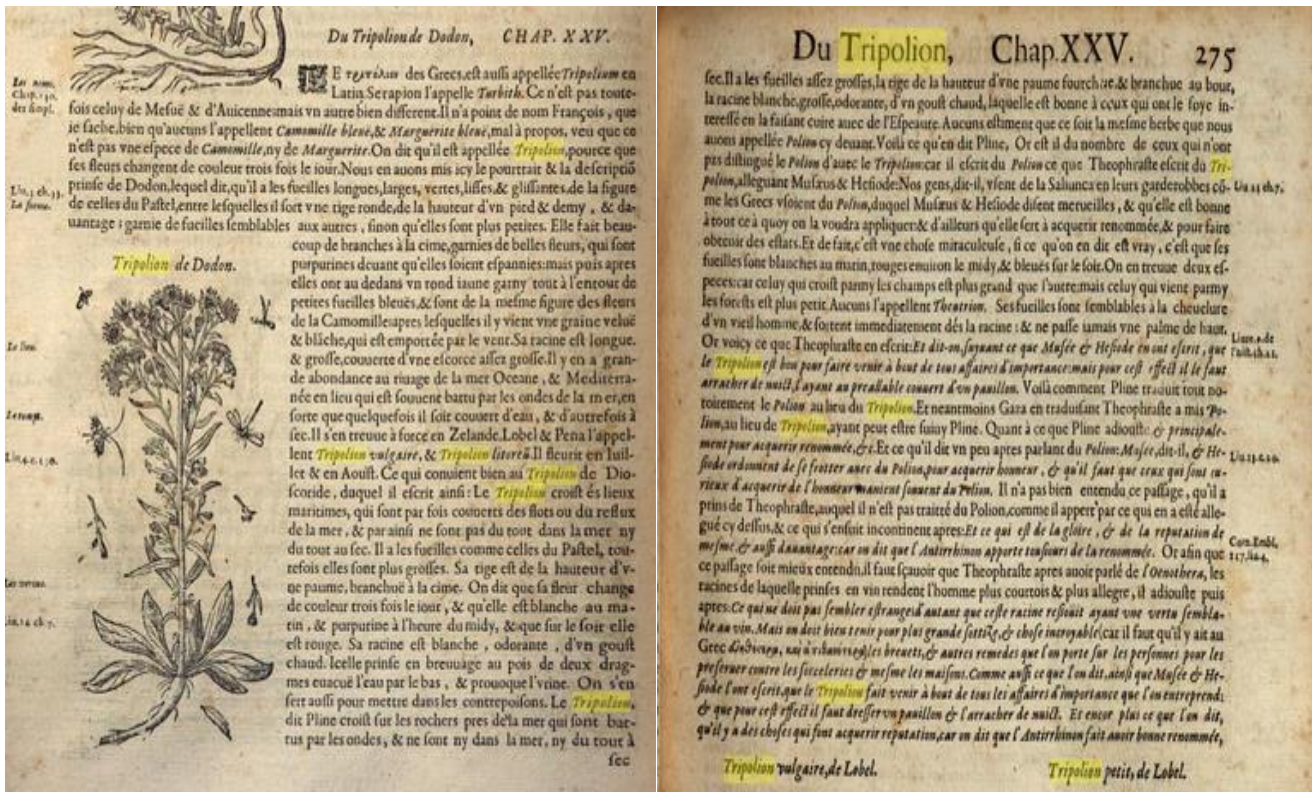 Du Tripolion de Dodon, CHAP. XXV.
Les noms.
Chap.130.
des ſimpl.
LE τριπόλιον des Grecs,eſt auſſi appellée Tripolium en
Latin Serapion l'appelle Turbith. Ce n'eſt pas toute-
fois celuy de Meſué & d'Auicenne:mais vn autre bien different.Il n'a point de nom François, que
ie ſache,bien qu'aucuns l'appellent Camomille bleuë,& Marguerite bleuë,mal à propos, veu que ce
n'eſt pas vne eſpece de Camomille,ny de Marguerite.On dit qu'il eſt appellée Tripolion,pource que
ſes fleurs changent de couleur trois fois le iour.Nous en auons mis icy le pourtrait & la deſcriptiõ
La forme.
prinſe de Dodon,lequel dit,qu'il a les fueilles longues,larges, vertes,liſſes,& gliſſantes,de la figure
de celles du Paſtel,entre leſquelles il ſort vne tige ronde,de la hauteur d'vn pied & demy , & da-
uantage : garnie de fueilles ſemblables aux autres , ſinon qu'elles ſont plus petites. Elle fait beau-
coup de branches à la cime,garnies de belles fleurs, qui ſont
purpurines deuant qu'elles ſoient eſpannies:mais puis apres
elles ont au dedans vn rond iaune garny tout à l'entour de
petites fueilles bleuës,& ſont de la meſme figure des fleurs
de la Camomille:apres leſquelles il y vient vne graine veluë
& blãche,qui eſt emportée par le vent.Sa racine eſt longue.
& groſſe,couuerte d'vne eſcorce aſſez groſſe.Il y en a gran-
de abondance au riuage de la mer Oceane , & Mediterra-
née en lieu qui eſt ſouuent battu par les ondes de la mer,en
ſorte que quelquefois il ſoit couuert d'eau , & d'autrefois à
ſec.Il s'en treuue à force en Zelande.Lobel & Pena l'appel-
lent Tripolion vulgaire, & Tripolion litoreũ.Il fleurit en Iuil-
let & en Aouſt. Ce qui conuient bien au Tripolion de Dio-
ſcoride, duquel il eſcrit ainſi: Le Tripolion croiſt és lieux
maritimes, qui ſont par fois couuerts des flots ou du reflux
de la mer , & par ainſi ne ſont pas du tout dans la mer ny
du tout au ſec. Il a les fueilles comme celles du Paſtel, tou-
tefois elles ſont plus groſſes. Sa tige eſt de la hauteur d'v-
ne paume,branchuë à la cime. On dit que ſa fleur change
de couleur trois fois le iour , & qu'elle eſt blanche au ma-
tin , & purpurine à l'heure du midy, & que ſur le ſoir elle
eſt rouge. Sa racine eſt blanche , odorante , d'vn gouſt
chaud. Icelle prinſe en breuuage au pois de deux drag-
mes euacuë l'eau par le bas , & prouoque l'vrine. On s'en
ſert auſſi pour mettre dans les contrepoiſons. Le Tripolion,
dit Pline croiſt ſur les rochers pres de la mer qui ſont bat-
tus par les ondes, & ne ſont ny dans la mer, ny du tout à
ſec
Tripolion de Dodon.
Le lieu.
Le temps.
Les vertus.
Du Tripolion, Chap.XXV. 275
ſec.Il a les fueilles aſſez groſſes,la tige de la hauteur d'vne paume fourchue,& branchue au bout,
la racine blanche,groſſe,odorante, d'vn gouſt chaud, laquelle eſt bonne à ceux qui ont le foye in-
tereſſé en la faiſant cuire auec de l'Eſpeaure.Aucuns eſtiment que ce ſoit la meſme herbe que nous
auons appellée Polion cy deuant.Voilà ce qu'en dit Pline, Or eſt il du nombre de ceux qui n'ont
pas diſtingué le Polion d'auec le Tripolion:car il eſcrit du Polion ce que Theophraſte eſcrit du Tri-
polion,alleguant Muſæus & Heſiode:Nos gens,dit-il, vſent de la Saliunca en leurs garderobbes cõ-
Liu.21 ch.7.
me les Grecs vſoient du Polion,duquel Muſæus & Heſiode diſent merueilles , & qu'elle eſt bonne
à tout ce à quoy on la voudra appliquer:& d'ailleurs qu'elle ſert à acquerir renommée,& pour faire
obtenir des eſtats.Et de fait,c'eſt vne choſe miraculeuſe , ſi ce qu'on en dit eſt vray , c'eſt que ſes
fueilles ſont blanches au matin,rouges enuiron le midy,& bleuës ſur le ſoir.On en treuue deux eſ-
peces:car celuy qui croiſt parmy les champs eſt plus grand que l'autre:mais celuy qui vient parmy
les foreſts eſt plus petit Aucuns l'appellent Theutrion. Ses fueilles ſont ſemblables à la cheuelure
d'vn vieil homme,& ſortent immediatement dés la racine : & ne paſſe iamais vne palme de haut.
Or voicy ce que Theophraſte en eſcrit:Et dit-on,ſuyant ce que Muſée & Heſiode en ont eſcrit , que
le Tripolion eſt bon pour faire venir à bout de tous affaires d'importance:mais pour ceſt effect il le faut
arracher de nuict,l'ayant au preallable couuert d'vn pauillon. Voilà comment Pline traduit tout no-
toirement le Polion au lieu du Tripolion.Et neantmoins Gaza en traduiſant Theophraſte a mis Po-
lion,au lieu de Tripolion,ayant peut eſtre ſuiuy Pline. Quant à ce que Pline adiouſte & principale-
ment pour acquerir renommée,&c.Et ce qu'il dit vn peu apres parlant du Polion:Muſée,dit-il, & He-
ſiode ordonnent de ſe frotter auec du Polion,pour acquerir honneur , & qu'il faut que ceux qui ſont cu-
rieux d'acquerir de l'honneur manient ſouuent du Polion. Il n'a pas bien entendu ce paſſage , qu'il a
prins de Theophraſte,auquel il n'eſt pas traité du Polion,comme il appert par ce qui en a eſté alle-
gué cy deſſus,& ce qui s'enſuit incontinent apres:Et ce qui eſt de la gloire , & de la reputation de
meſme,& auſſi dauantage:car on dit que l'Antirrhinon apporte touſiours de la renommée. Or afin que
ce paſſage ſoit mieux entendu,il faut ſçauoir que Theophraſte apres auoir parlé de l'Oenothera, les
racines de laquelle prinſes en vin rendent l'homme plus courtois & plus allegre, il adiouſte puis
apres:Ce qui ne doit pas ſembler eſtrange,d'autant que ceſte racine reſiouit ayant vne vertu ſembla-
ble au vin.Mais on doit bien tenir pour plus grande ſottize,& choſe incroyable(car il faut qu'il y ait au
Grec les breuets,& autres remedes que l'on porte ſur les perſonnes pour les
preſeruer contre les ſorceleries & meſme les maiſons.Comme auſſi ce que l'on dit,ainſi que Muſée & He-
ſiode l'ont eſcrit,que le Tripolion fait venir à bout de tous les affaires d'importance que l'on entreprend:
& que pour ceſt effect il faut dreſſer vn pauillon & l'arracher de nuict. Et encor plus ce que l'on dit,
qu'il y a des choſes qui font acquerir reputation,car on dit que l'Antirrhinon fait auoir bonne renommée,
Tripolion vulgaire,de Lobel. Tripolion petit, de Lobel.